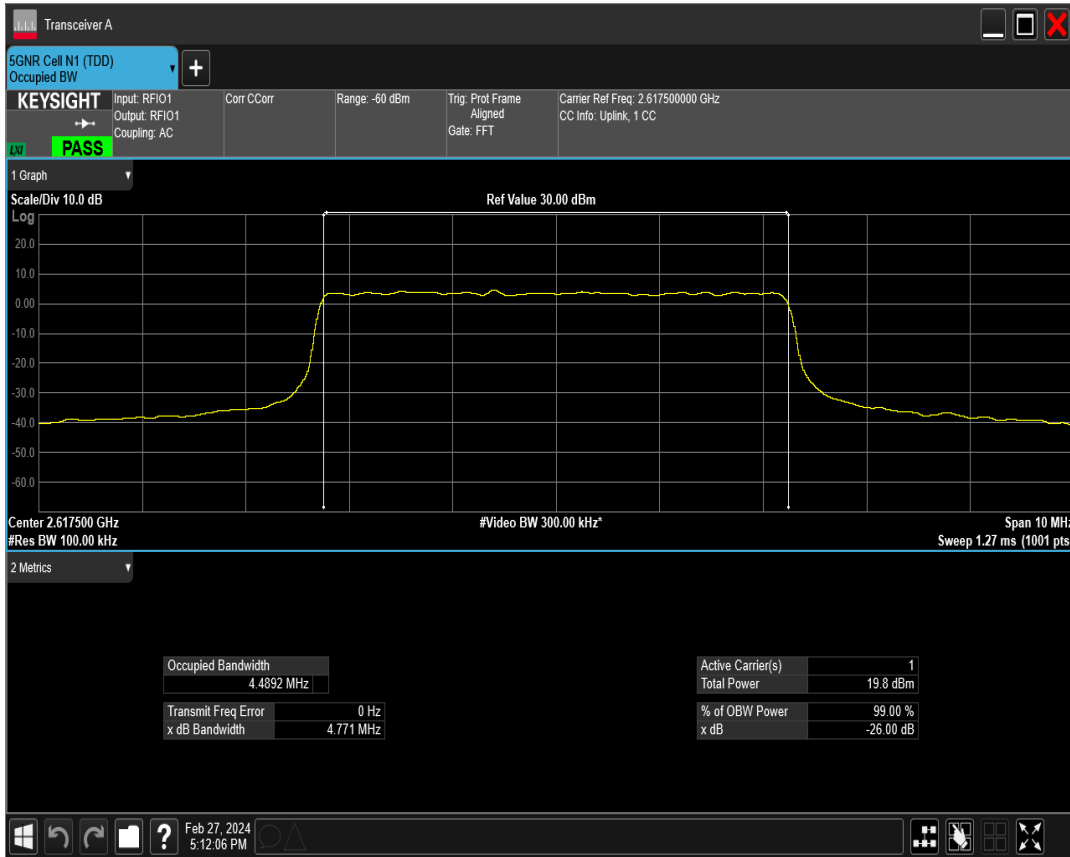 Transceiver A
5GNR Cell N1 (TDD)
Occupied BW
+
KEYSIGHT
LXI
PASS
Input: RFIO1
Output: RFIO1
Coupling: AC
Corr CCorr
Range: -60 dBm
Trig: Prot Frame
Aligned
Gate: FFT
Carrier Ref Freq: 2.617500000 GHz
CC Info: Uplink, 1 CC
1 Graph
Scale/Div 10.0 dB
Ref Value 30.00 dBm
Log
20.0
10.0
0.00
-10.0
-20.0
-30.0
-40.0
-50.0
-60.0
Center 2.617500 GHz
#Video BW 300.00 kHz*
Span 10 MHz
#Res BW 100.00 kHz
Sweep 1.27 ms (1001 pts
2 Metrics
Occupied Bandwidth
4.4892 MHz
Transmit Freq Error 0 Hz
x dB Bandwidth 4.771 MHz
Active Carrier(s) 1
Total Power 19.8 dBm
% of OBW Power 99.00 %
x dB -26.00 dB
?
Feb 27, 2024
5:12:06 PM